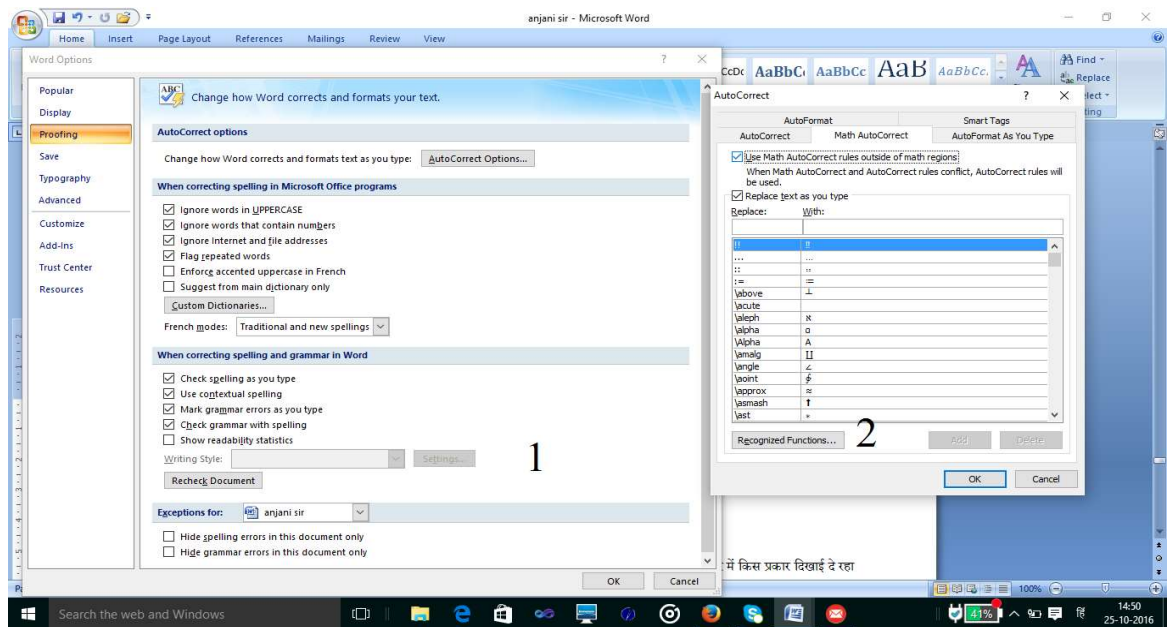 anjani sir - Microsoft Word
Home Insert Page Layout References Mailings Review View
Word Options
Popular
Display
Proofing
Save
Typography
Advanced
Customize
Add-Ins
Trust Center
Resources
Change how Word corrects and formats your text.
AutoCorrect options
Change how Word corrects and formats text as you type: AutoCorrect Options...
When correcting spelling in Microsoft Office programs
Ignore words in UPPERCASE
Ignore words that contain numbers
Ignore Internet and file addresses
Flag repeated words
Enforce accented uppercase in French
Suggest from main dictionary only
Custom Dictionaries...
French modes: Traditional and new spellings
When correcting spelling and grammar in Word
Check spelling as you type
Use contextual spelling
Mark grammar errors as you type
Check grammar with spelling
Show readability statistics
Writing Style: Settings...
1
Recheck Document
Exceptions for: anjani sir
Hide spelling errors in this document only
Hide grammar errors in this document only
OK Cancel
AaBbC AaBbCc AaB AaBbCc.
Find
Replace
AutoCorrect
AutoFormat Smart Tags
AutoCorrect Math AutoCorrect AutoFormat As You Type
Use Math AutoCorrect rules outside of math regions
When Math AutoCorrect and AutoCorrect rules conflict, AutoCorrect rules will
be used.
Replace text as you type
Replace: With:
!! ‼
... …
:: ∷
:= ≔
\above ┴
\acute
\aleph ℵ
\alpha α
\Alpha Α
\amalg ∐
\angle ∠
\aoint ∳
\approx ≈
\asmash ⬆
\ast *
Recognized Functions... 2 Add Delete
OK Cancel
में किस प्रकार दिखाई दे रहा
100%
Search the web and Windows
41%
हि
14:50
25-10-2016